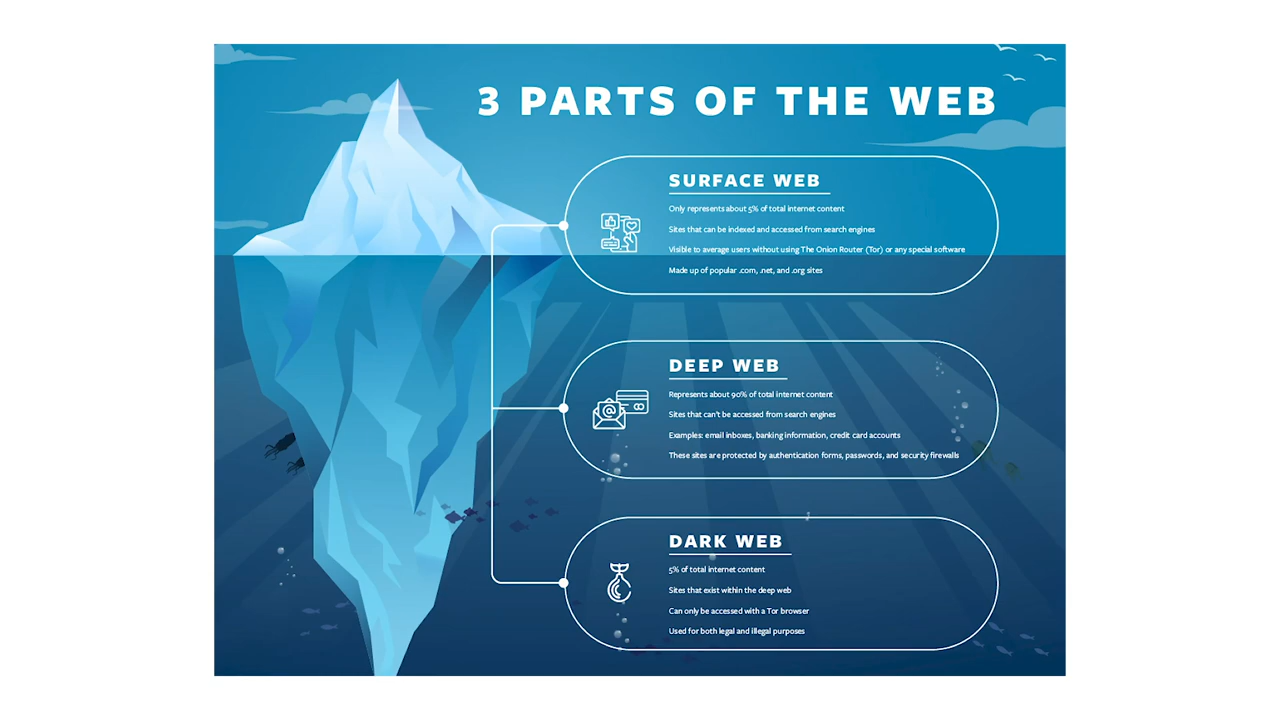 3 PARTS OF THE WEB
SURFACE WEB
Only represents about 5% of total internet content
Sites that can be indexed and accessed from search engines
Visible to average users without using The Onion Router (Tor) or any special software
Made up of popular .com, .net, and .org sites
DEEP WEB
Represents about 90% of total internet content
Sites that can't be accessed from search engines
Examples: email inboxes, banking information, credit card accounts
These sites are protected by authentication forms, passwords, and security firewalls
DARK WEB
5% of total internet content
Sites that exist within the deep web
Can only be accessed with a Tor browser
Used for both legal and illegal purposes